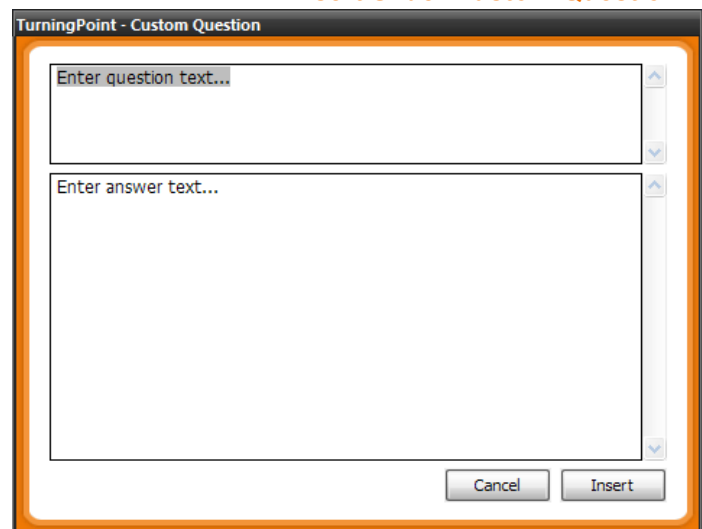 TurningPoint - Custom Question
Enter question text...
Enter answer text...
Cancel Insert